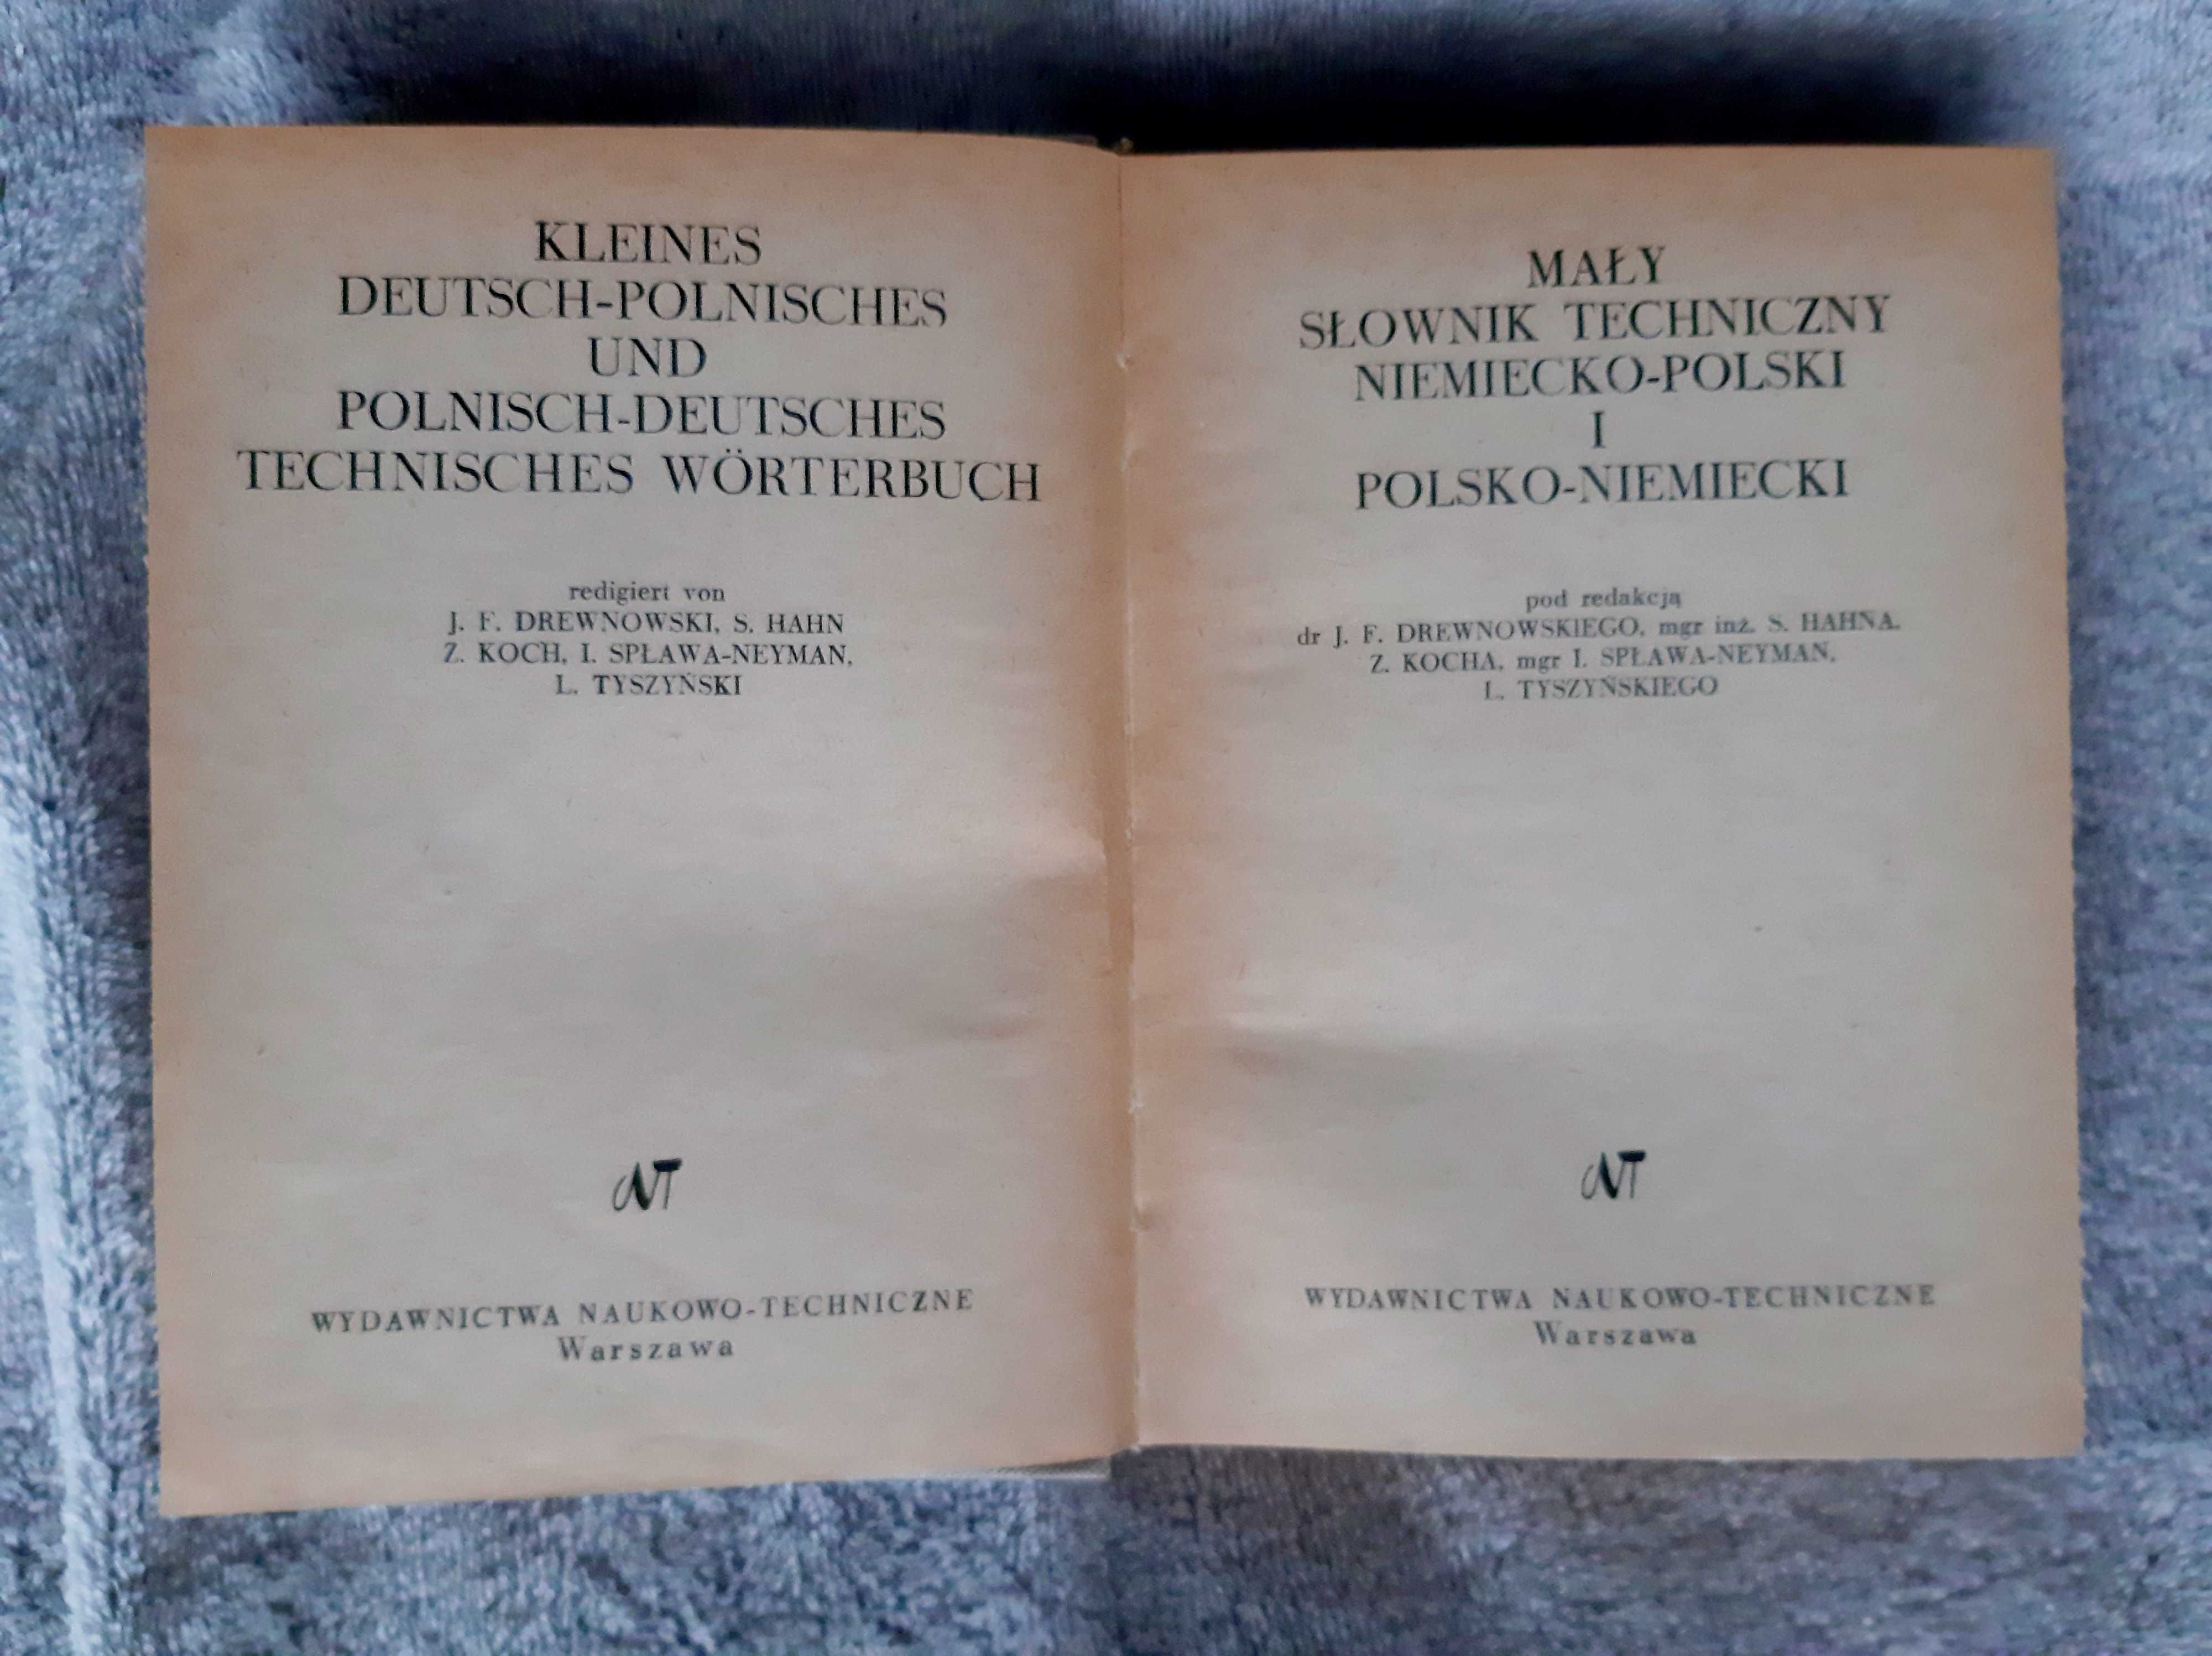 KLEINES
DEUTSCH-POLNISCHES
UND
POLNISCH-DEUTSCHES
TECHNISCHES WÖRTERBUCH
redigiert von
J. F. DREWNOWSKI, S. HAHN
Z. KOCH, I. SPŁAWA-NEYMAN,
L. TYSZYŃSKI
NT
WYDAWNICTWA NAUKOWO-TECHNICZNE
Warszawa
MAŁY
SŁOWNIK TECHNICZNY
NIEMIECKO-POLSKI
I
POLSKO-NIEMIECKI
pod redakcją
dr J. F. DREWNOWSKIEGO, mgr inż. S. HAHNA,
Z. KOCHA, mgr I. SPŁAWA-NEYMAN,
L. TYSZYŃSKIEGO
NT
WYDAWNICTWA NAUKOWO-TECHNICZNE
Warszawa